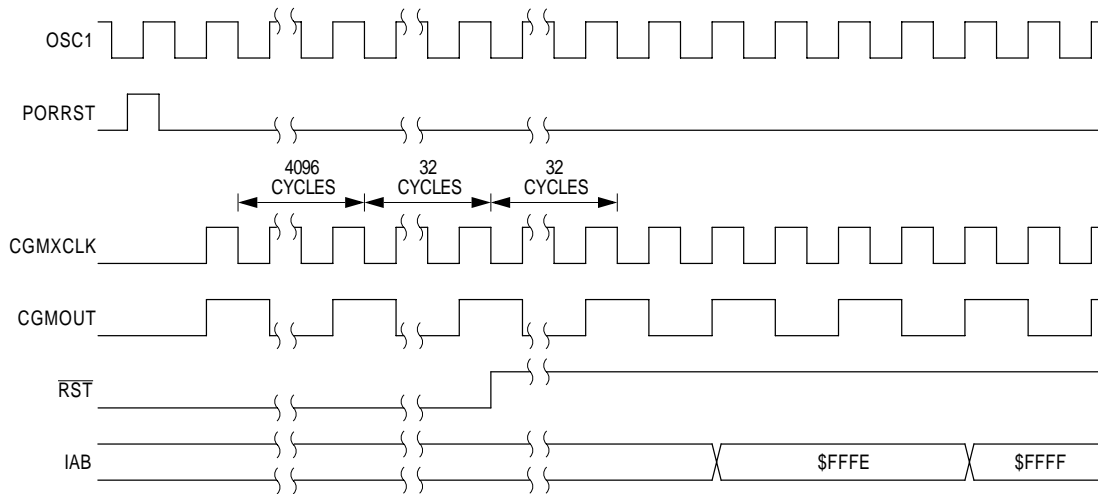 OSC1
PORRST
4096
CYCLES
32
CYCLES
32
CYCLES
CGMXCLK
CGMOUT
RST
IAB
$FFFE
$FFFF